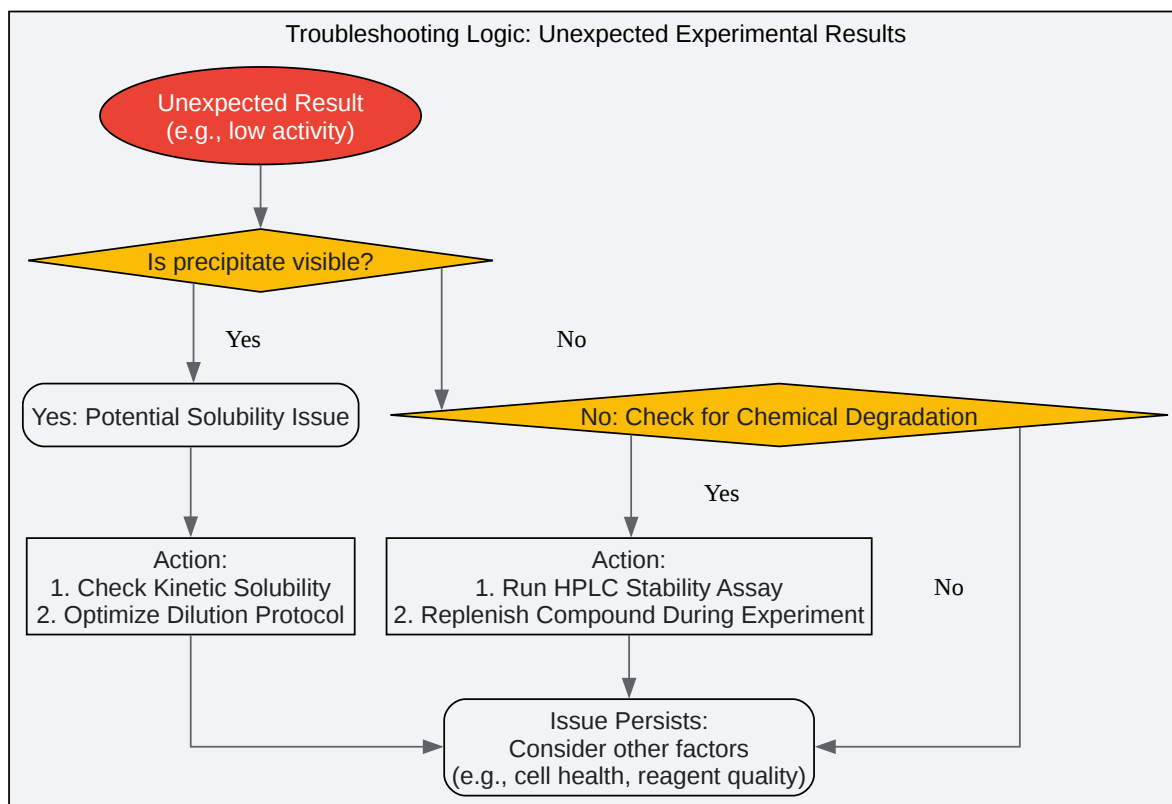 Troubleshooting Logic: Unexpected Experimental Results
Unexpected Result
(e.g., low activity)
Is precipitate visible?
Yes
No
Yes: Potential Solubility Issue
No: Check for Chemical Degradation
Yes
No
Action:
1. Check Kinetic Solubility
2. Optimize Dilution Protocol
Action:
1. Run HPLC Stability Assay
2. Replenish Compound During Experiment
Issue Persists:
Consider other factors
(e.g., cell health, reagent quality)